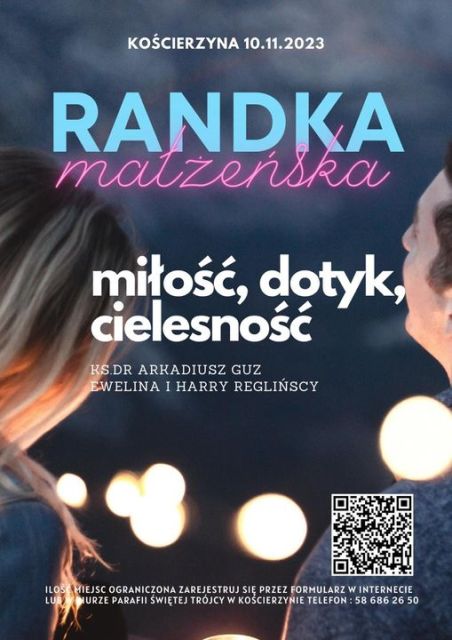 KOŚCIERZYNA 10.11.2023
RANDKA
małżeńska
miłość, dotyk,
cielesność
KS.DR ARKADIUSZ GUZ
EWELINA I HARRY REGLIŃSCY
ILOŚĆ MIEJSC OGRANICZONA ZAREJESTRUJ SIĘ PRZEZ FORMULARZ W INTERNECIE
LUB W BIURZE PARAFII ŚWIĘTEJ TRÓJCY W KOŚCIERZYNIE TELEFON : 58 686 26 50